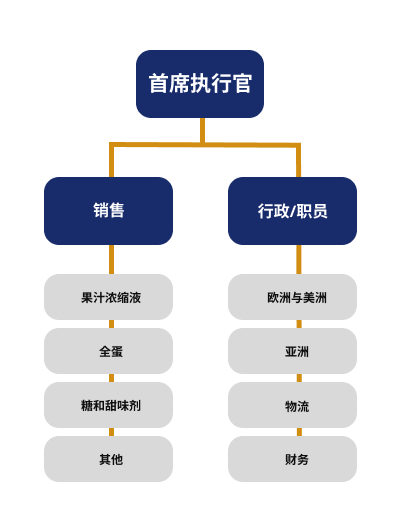 首席执行官
销售
行政/职员
果汁浓缩液
欧洲与美洲
全蛋
亚洲
糖和甜味剂
物流
其他
财务